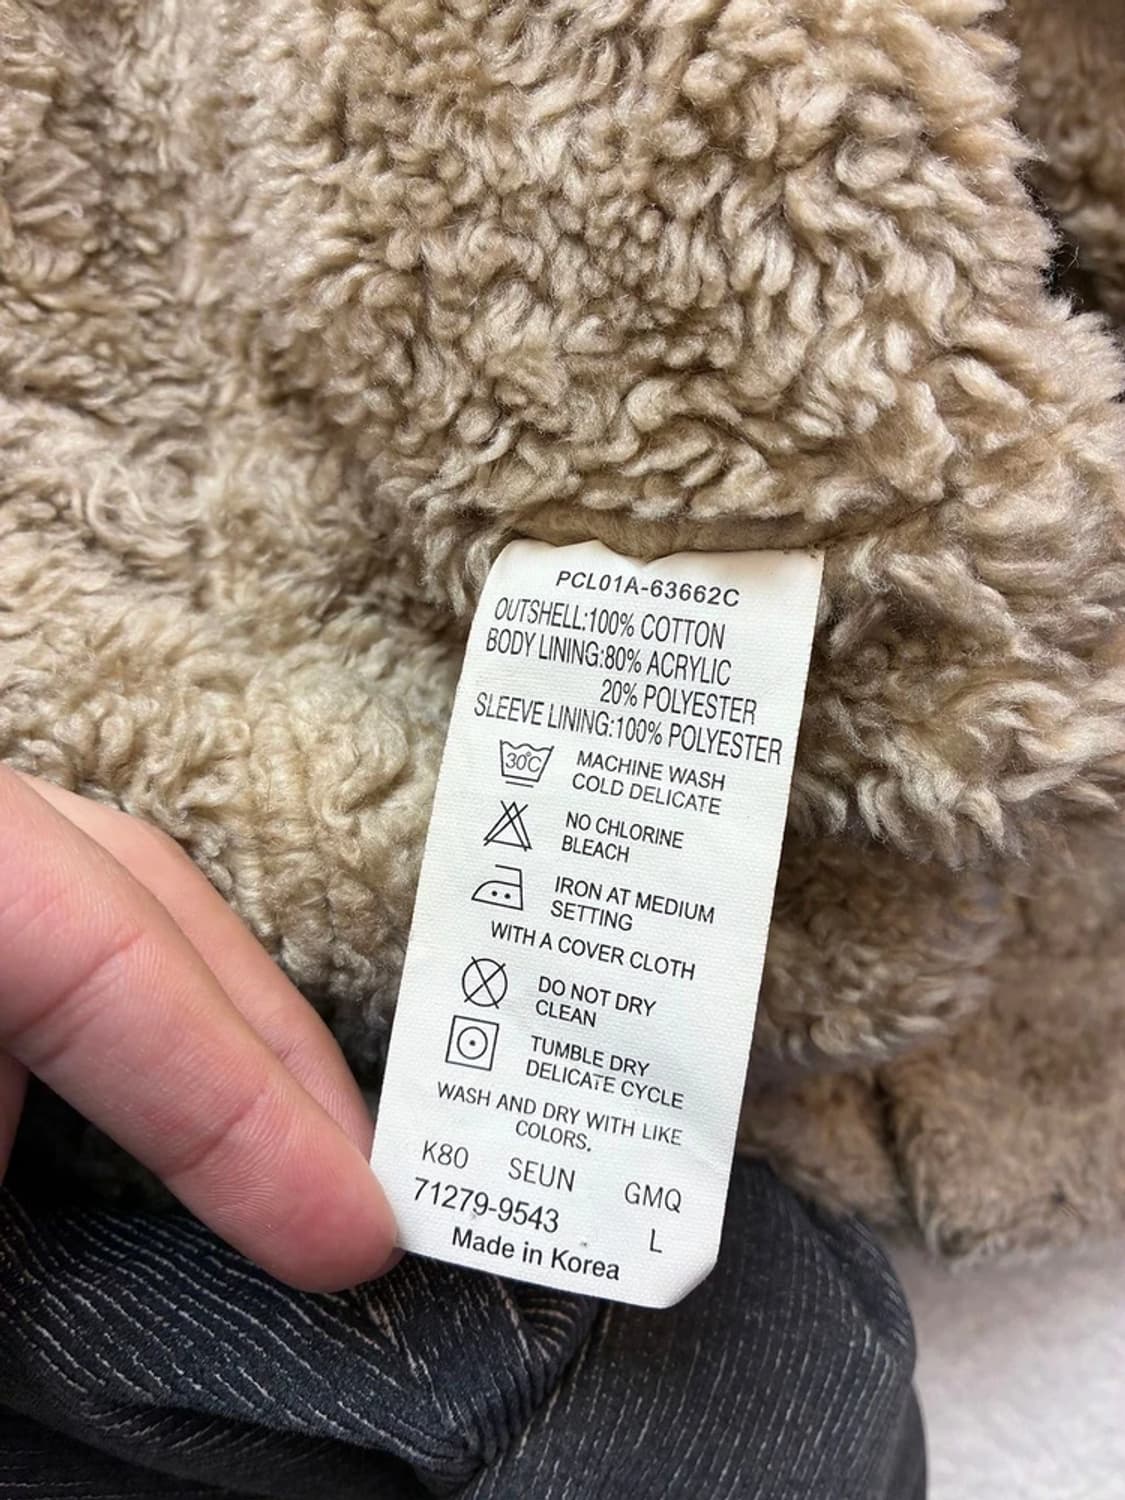 PCL01A-63662C
OUTSHELL:100% COTTON
BODY LINING:80% ACRYLIC
20% POLYESTER
SLEEVE LINING:100% POLYESTER
30°C
MACHINE WASH
COLD DELICATE
NO CHLORINE
BLEACH
IRON AT MEDIUM
SETTING
WITH A COVER CLOTH
DO NOT DRY
CLEAN
TUMBLE DRY
DELICATE CYCLE
WASH AND DRY WITH LIKE
COLORS.
K80 SEUN GMQ
71279-9543 L
Made in Korea